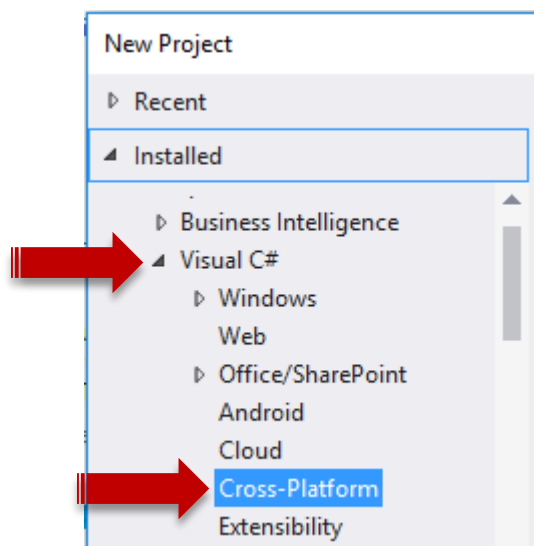 New Project
Recent
Installed
Business Intelligence
Visual C#
Windows
Web
Office/SharePoint
Android
Cloud
Cross-Platform
Extensibility